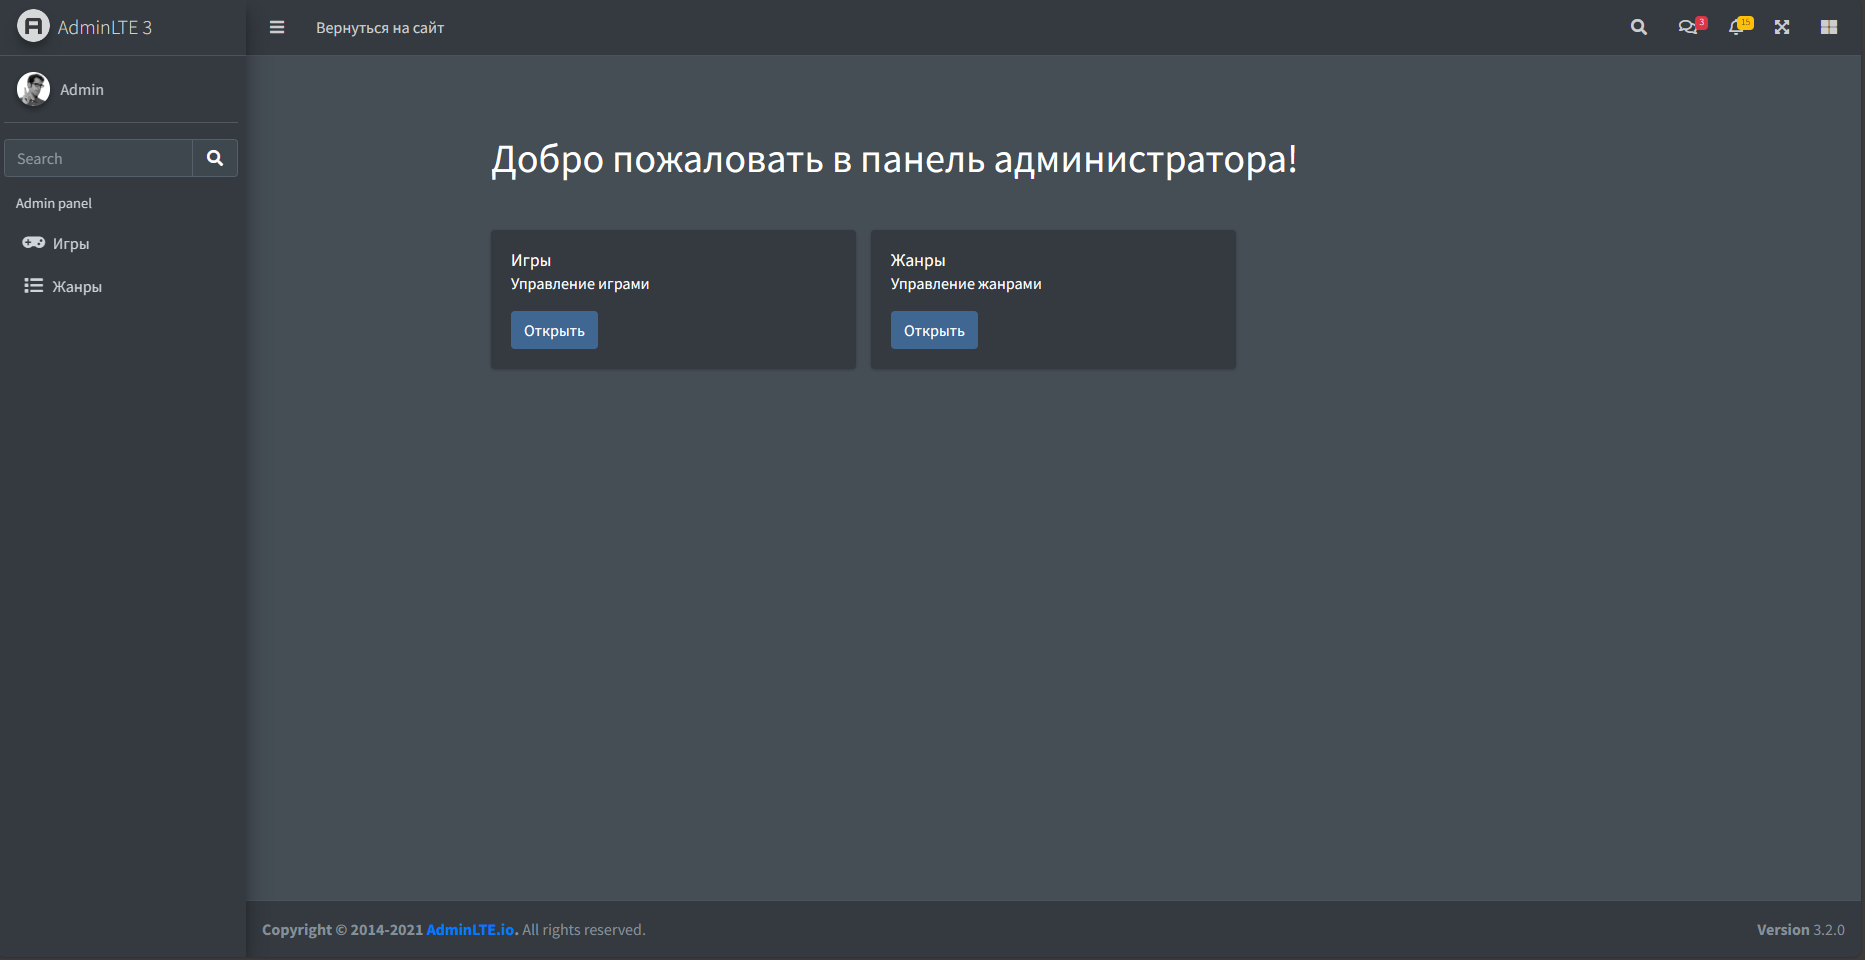 AdminLTE 3
Вернуться на сайт
3
15
Admin
Search
Admin panel
Игры
Жанры
Добро пожаловать в панель администратора!
Игры
Управление играми
Открыть
Жанры
Управление жанрами
Открыть
Copyright © 2014-2021 AdminLTE.io. All rights reserved.
Version 3.2.0